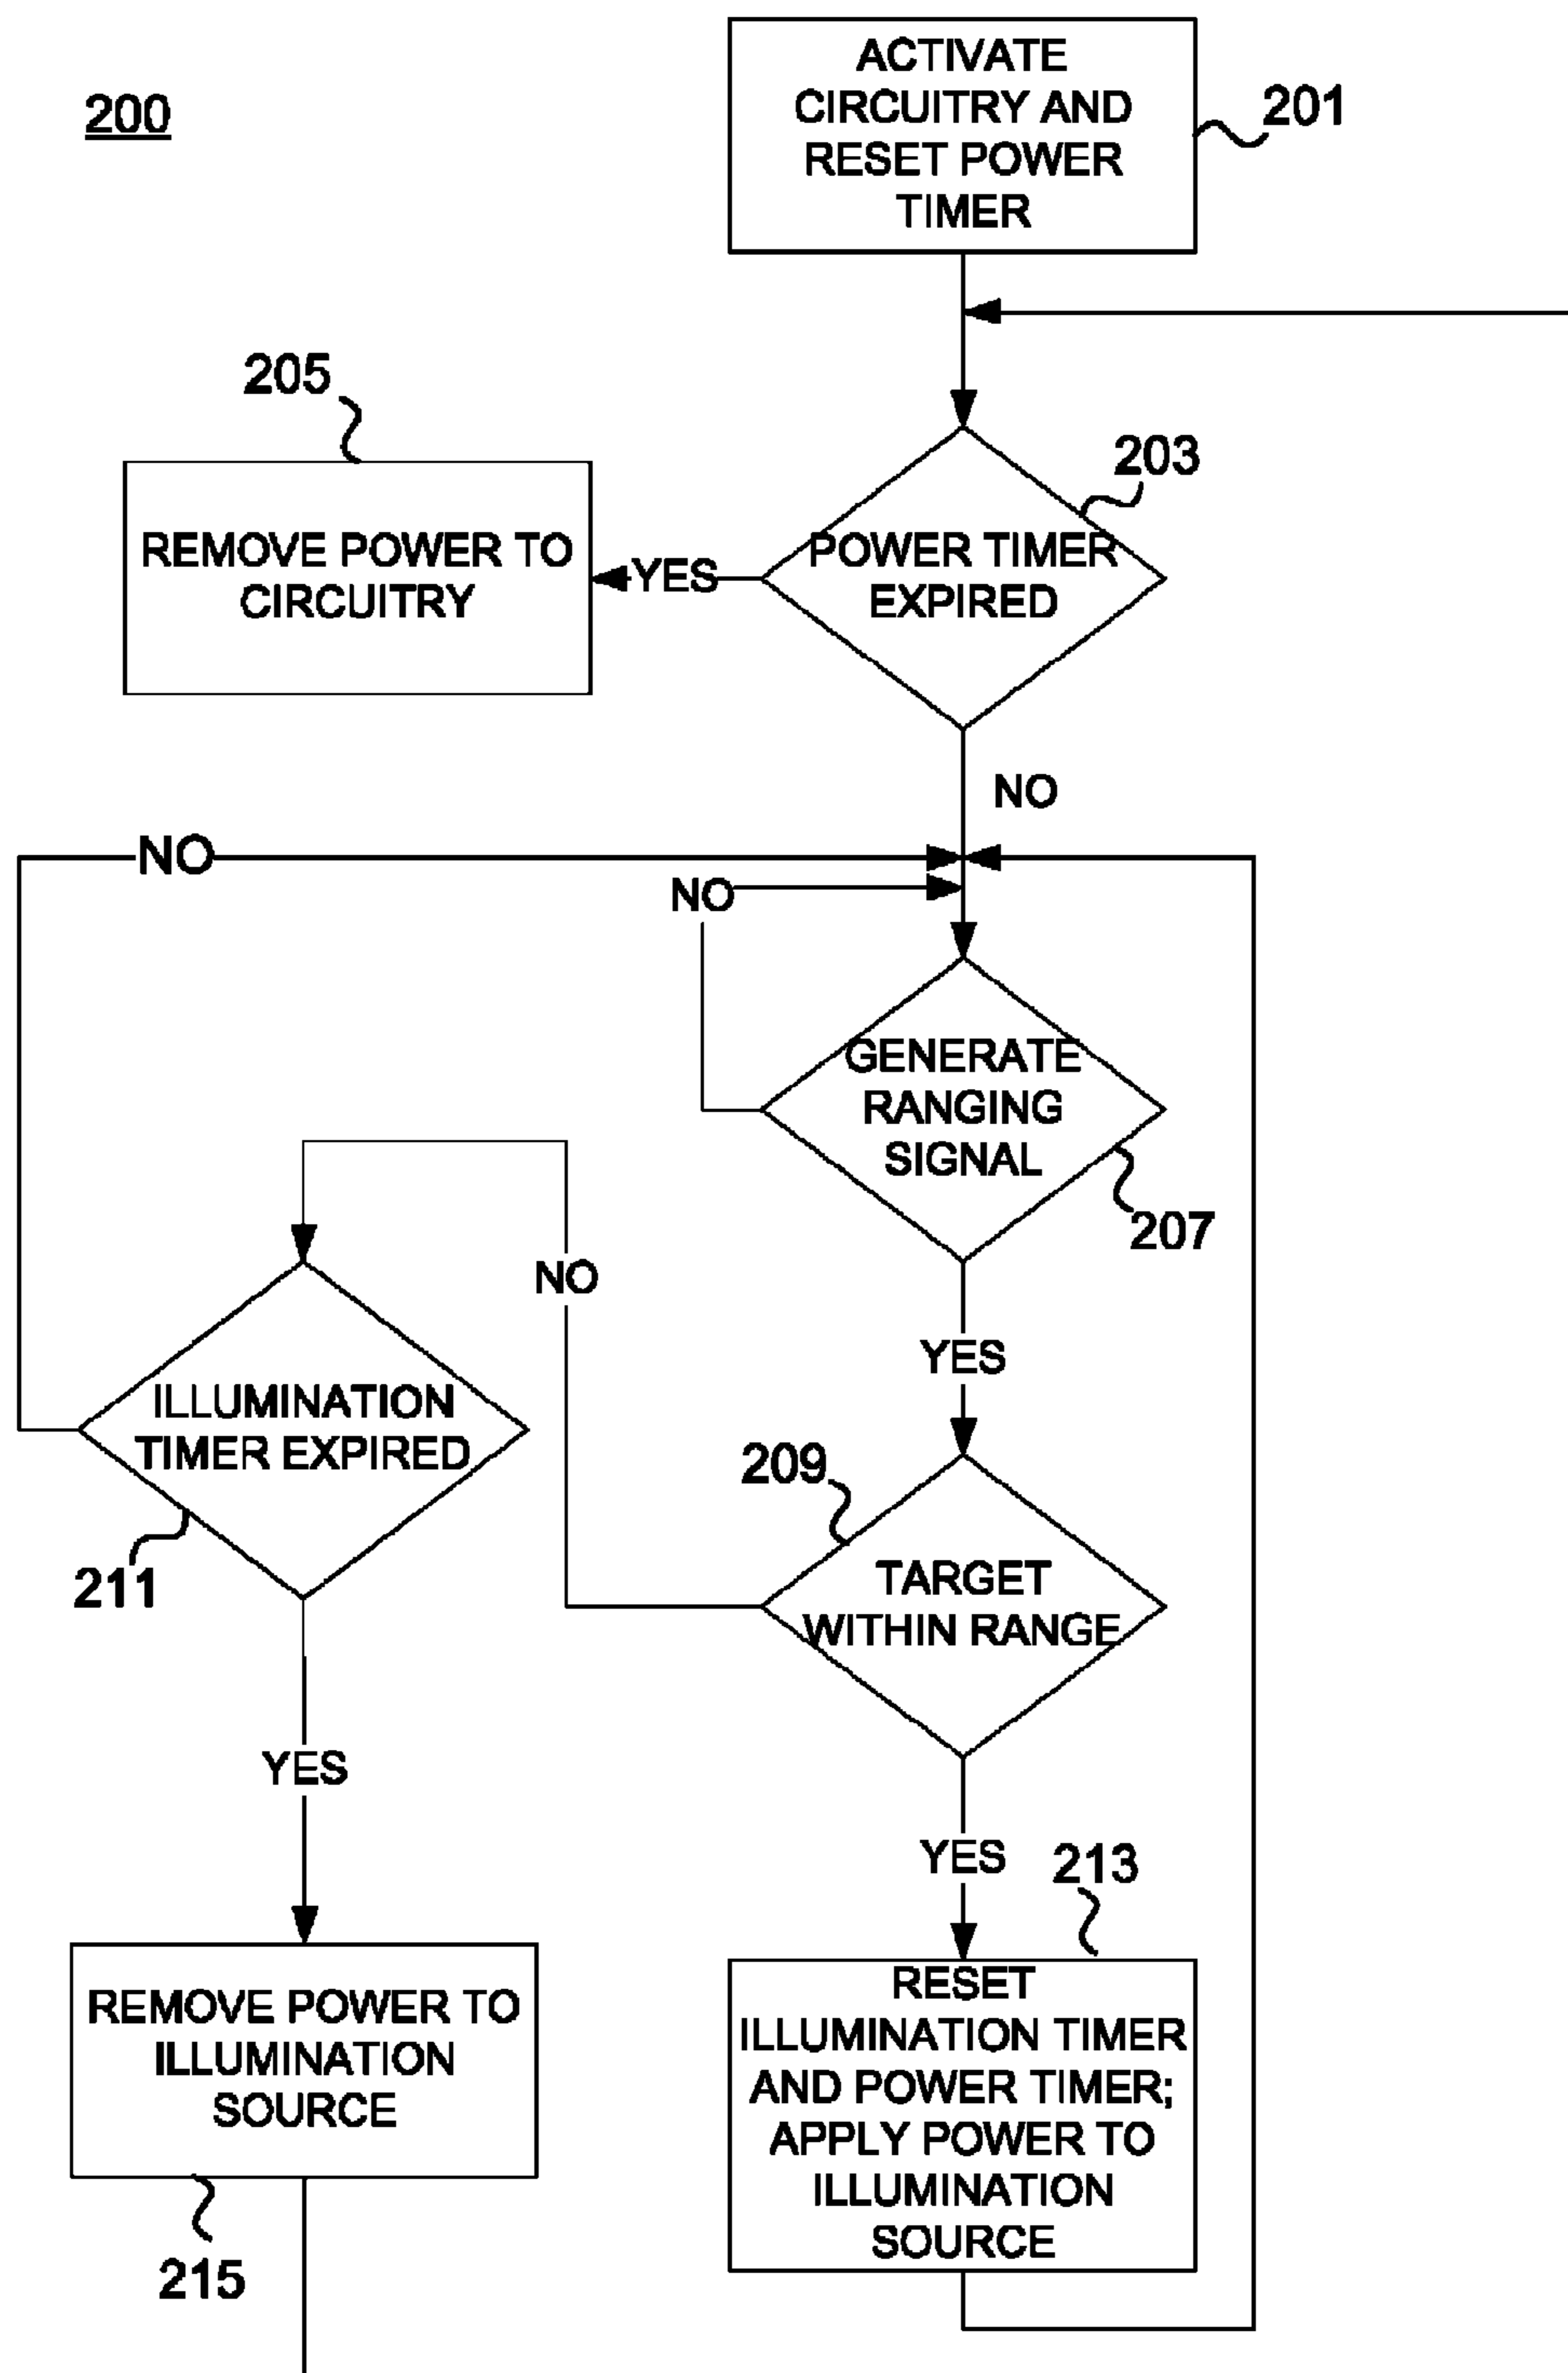 200
ACTIVATE
CIRCUITRY AND
RESET POWER
TIMER
201
205
REMOVE POWER TO
CIRCUITRY
YES
203
POWER TIMER
EXPIRED
NO
NO
NO
GENERATE
RANGING
SIGNAL
207
NO
YES
ILLUMINATION
TIMER EXPIRED
211
209
TARGET
WITHIN RANGE
YES
YES
213
REMOVE POWER TO
ILLUMINATION
SOURCE
215
RESET
ILLUMINATION TIMER
AND POWER TIMER;
APPLY POWER TO
ILLUMINATION
SOURCE